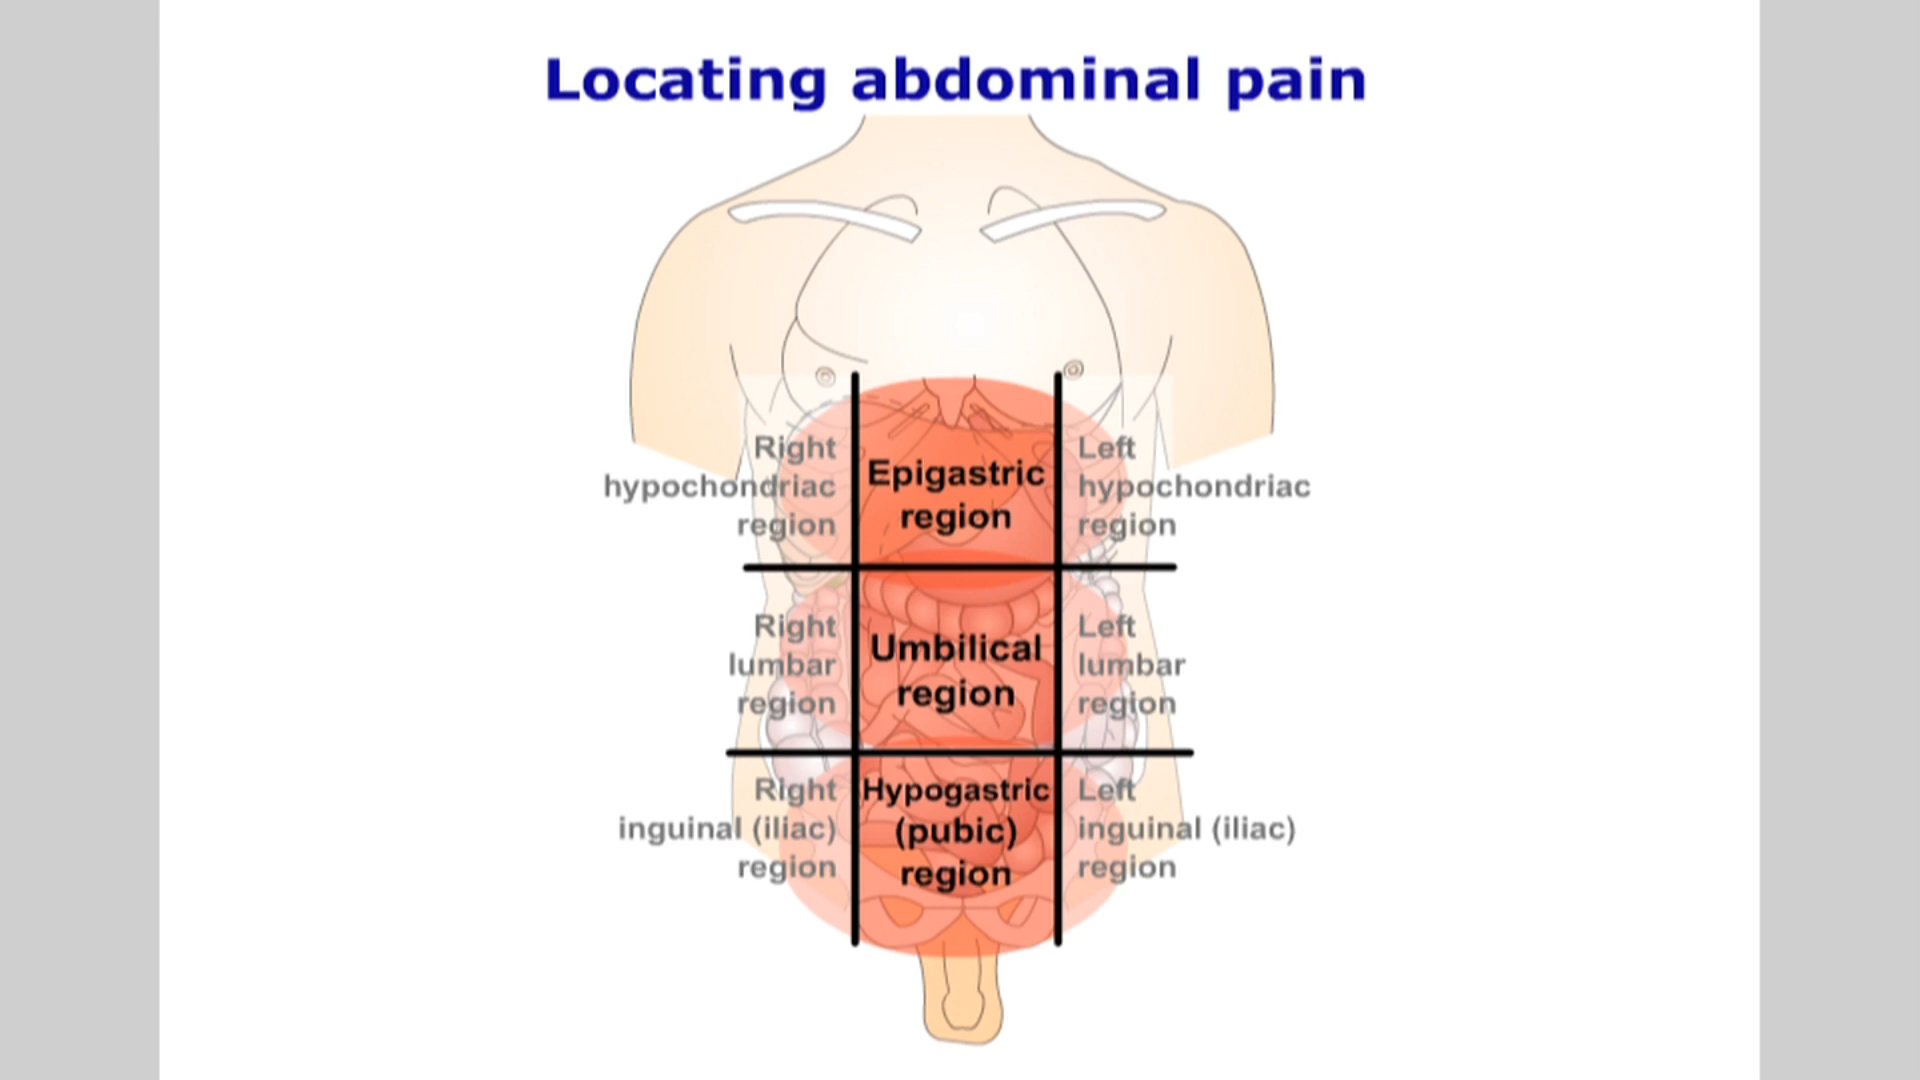 Locating abdominal pain
Right
hypochondriac
region
Epigastric
region
Left
hypochondriac
region
Right
lumbar
region
Umbilical
region
Left
lumbar
region
Right
inguinal (iliac)
region
Hypogastric
(pubic)
region
Left
inguinal (iliac)
region